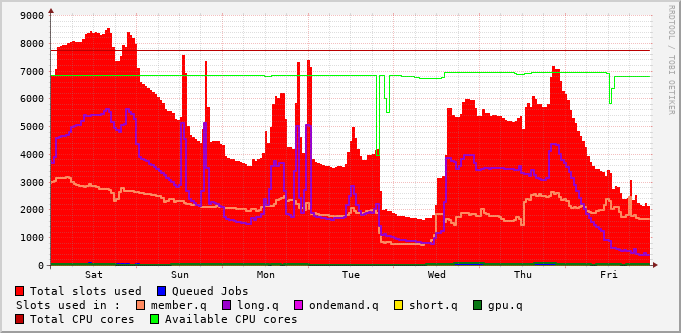 9000
8000
7000
6000
5000
4000
3000
2000
1000
0
Sat Sun Mon Tue Wed Thu Fri
RRDTOOL / TOBI OETIKER
Total slots used Queued Jobs
Slots used in : member.q long.q ondemand.q short.q gpu.q
Total CPU cores Available CPU cores